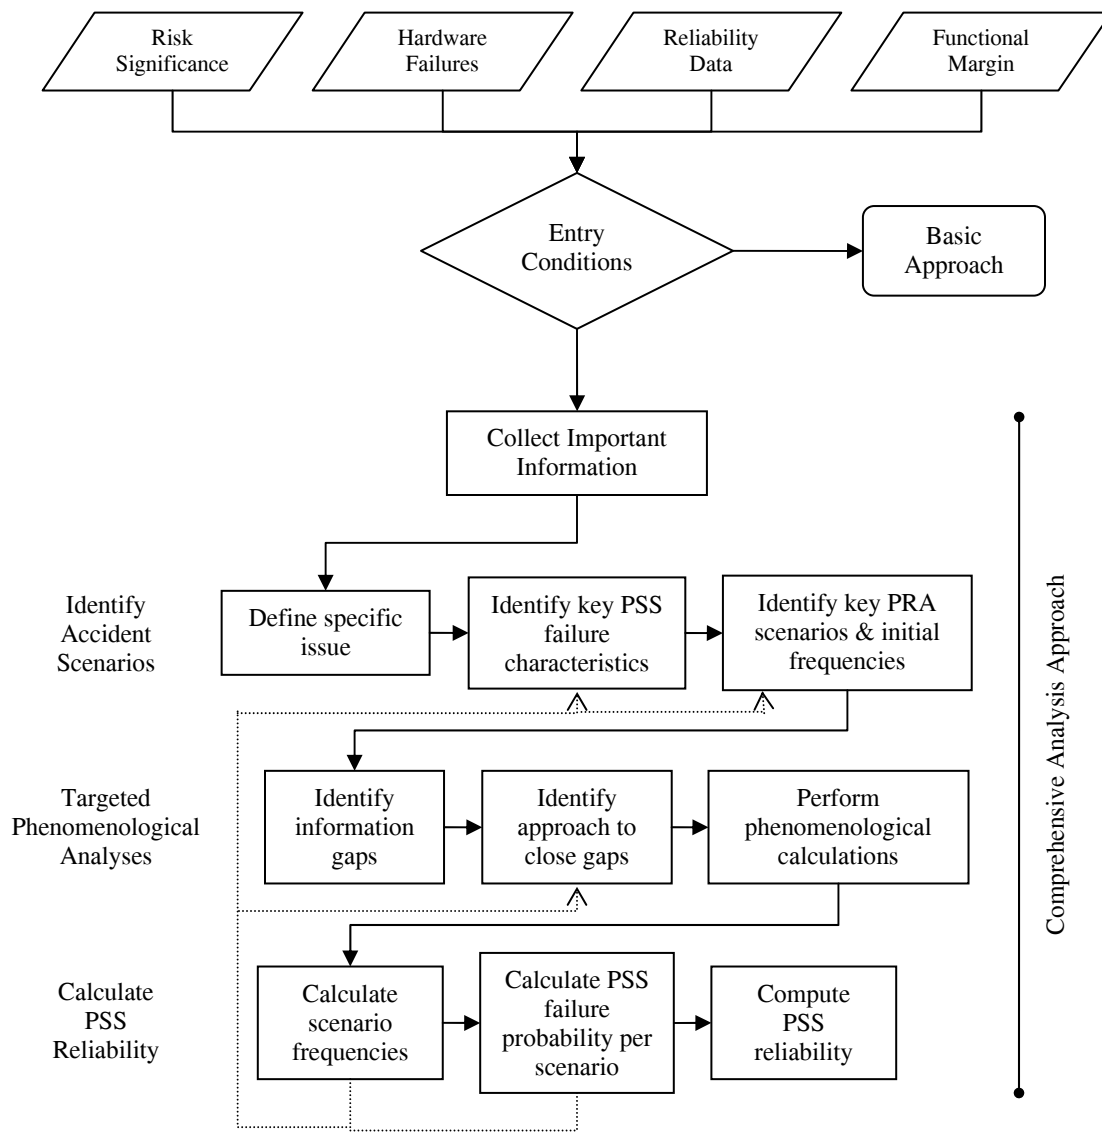 Risk
Significance
Hardware
Failures
Reliability
Data
Functional
Margin
Entry
Conditions
Basic
Approach
Collect Important
Information
Identify
Accident
Scenarios
Define specific
issue
Identify key PSS
failure
characteristics
Identify key PRA
scenarios & initial
frequencies
Targeted
Phenomenological
Analyses
Identify
information
gaps
Identify
approach to
close gaps
Perform
phenomenological
calculations
Calculate
PSS
Reliability
Calculate
scenario
frequencies
Calculate PSS
failure
probability per
scenario
Compute
PSS
reliability
Comprehensive Analysis Approach